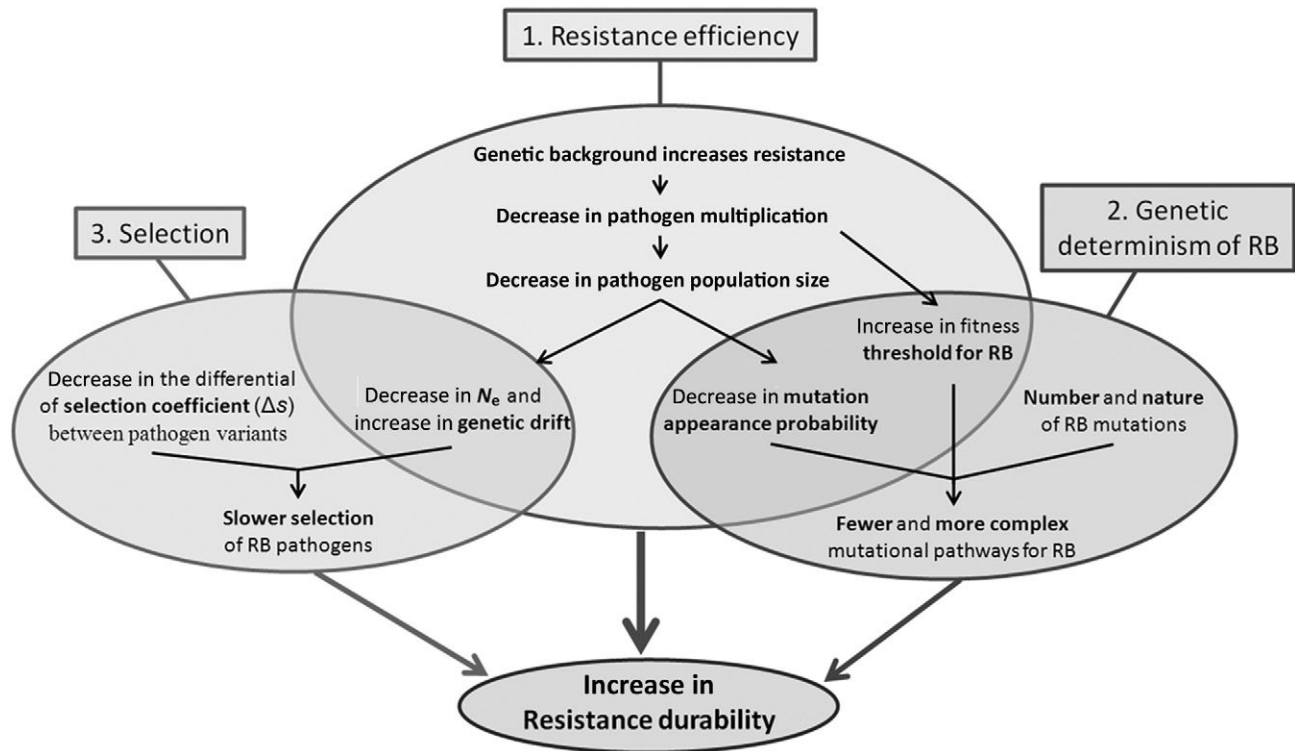 1. Resistance efficiency
Genetic background increases resistance
Decrease in pathogen multiplication
Decrease in pathogen population size
2. Genetic
determinism of RB
3. Selection
Increase in fitness
threshold for RB
Decrease in the differential
of selection coefficient (Δs)
between pathogen variants
Decrease in Ne and
increase in genetic drift
Decrease in mutation
appearance probability
Number and nature
of RB mutations
Slower selection
of RB pathogens
Fewer and more complex
mutational pathways for RB
Increase in
Resistance durability